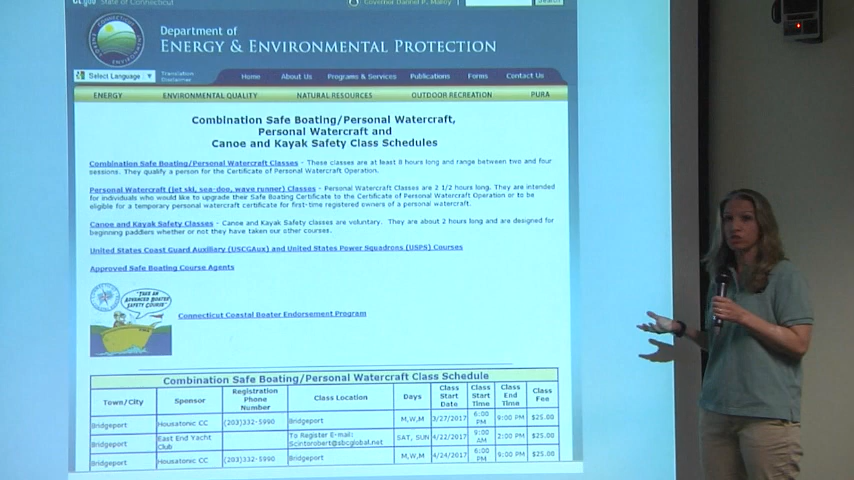 CT.gov State of Connecticut
Governor Dannel P. Malloy
Search
Department of
ENERGY & ENVIRONMENTAL PROTECTION
Select Language ▼
Translation
Disclaimer
Home About Us Programs & Services Publications Forms Contact Us
ENERGY ENVIRONMENTAL QUALITY NATURAL RESOURCES OUTDOOR RECREATION PURA
Combination Safe Boating/Personal Watercraft,
Personal Watercraft and
Canoe and Kayak Safety Class Schedules
Combination Safe Boating/Personal Watercraft Classes - These classes are at least 8 hours long and range between two and four
sessions. They qualify a person for the Certificate of Personal Watercraft Operation.
Personal Watercraft (jet ski, sea-doo, wave runner) Classes - Personal Watercraft Classes are 2 1/2 hours long. They are intended
for individuals who would like to upgrade their Safe Boating Certificate to the Certificate of Personal Watercraft Operation or to be
eligible for a temporary personal watercraft certificate for first-time registered owners of a personal watercraft.
Canoe and Kayak Safety Classes - Canoe and Kayak Safety classes are voluntary. They are about 2 hours long and are designed for
beginning paddlers whether or not they have taken our other courses.
United States Coast Guard Auxiliary (USCGAux) and United States Power Squadrons (USPS) Courses
Approved Safe Boating Course Agents
"TAKE AN
ADVANCED BOATER
SAFETY COURSE"
Connecticut Coastal Boater Endorsement Program
Combination Safe Boating/Personal Watercraft Class Schedule
Town/City Sponsor Registration Phone Number Class Location Days Class Start Date Class Start Time Class End Time Class Fee
Bridgeport Housatonic CC (203)332-5990 Bridgeport M,W,M 3/27/2017 6:00 PM 9:00 PM $25.00
Bridgeport East End Yacht Club To Register E-mail: Scintorobert@sbcglobal.net SAT, SUN 4/22/2017 9:00 AM 2:00 PM $25.00
Bridgeport Housatonic CC (203)332-5990 Bridgeport M,W,M 4/24/2017 6:00 PM 9:00 PM $25.00